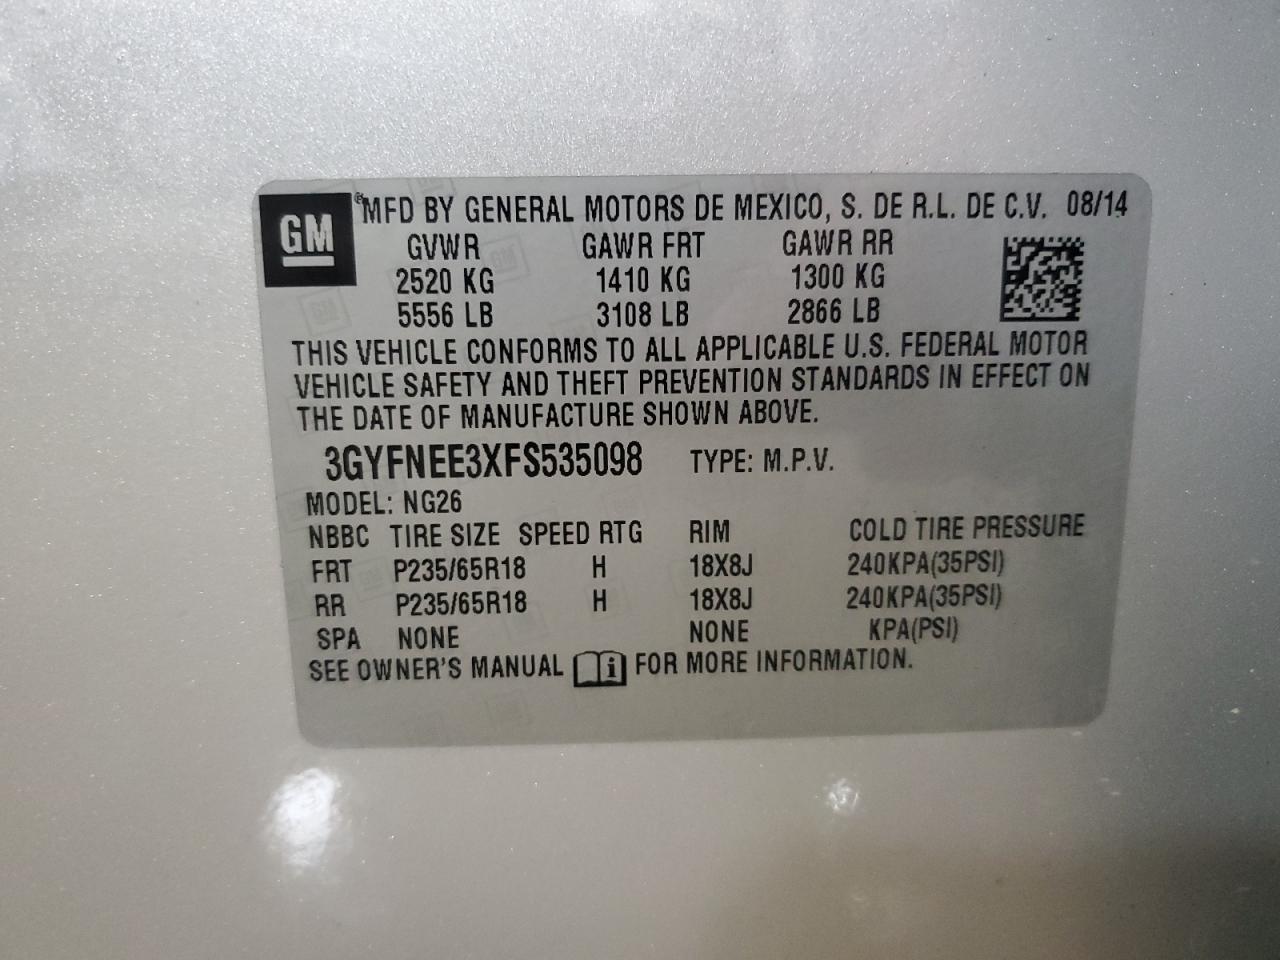 GM ® MFD BY GENERAL MOTORS DE MEXICO, S. DE R.L. DE C.V. 08/14
GVWR GAWR FRT GAWR RR
2520 KG 1410 KG 1300 KG
5556 LB 3108 LB 2866 LB
THIS VEHICLE CONFORMS TO ALL APPLICABLE U.S. FEDERAL MOTOR
VEHICLE SAFETY AND THEFT PREVENTION STANDARDS IN EFFECT ON
THE DATE OF MANUFACTURE SHOWN ABOVE.
3GYFNEE3XFS535098 TYPE: M.P.V.
MODEL: NG26
NBBC TIRE SIZE SPEED RTG RIM COLD TIRE PRESSURE
FRT P235/65R18 H 18X8J 240KPA(35PSI)
RR P235/65R18 H 18X8J 240KPA(35PSI)
SPA NONE NONE KPA(PSI)
SEE OWNER'S MANUAL i FOR MORE INFORMATION.